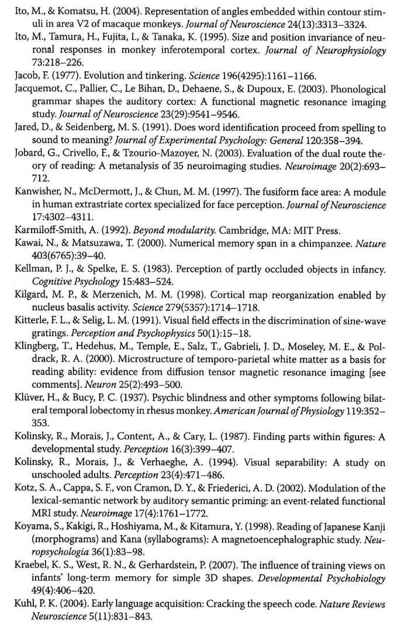 Ito, M., & Komatsu, H. (2004). Representation of angles embedded within contour stim-
uli in area V2 of macaque monkeys. Journal of Neuroscience 24(13):3313–3324.
Ito, M., Tamura, H., Fujita, I., & Tanaka, K. (1995). Size and position invariance of neu-
ronal responses in monkey inferotemporal cortex. Journal of Neurophysiology
73:218–226.
Jacob, F. (1977). Evolution and tinkering. Science 196(4295):1161–1166.
Jacquemot, C., Pallier, C., Le Bihan, D., Dehaene, S., & Dupoux, E. (2003). Phonological
grammar shapes the auditory cortex: A functional magnetic resonance imaging
study. Journal of Neuroscience 23(29):9541–9546.
Jared, D., & Seidenberg, M. S. (1991). Does word identification proceed from spelling to
sound to meaning? Journal of Experimental Psychology: General 120:358–394.
Jobard, G., Crivello, F., & Tzourio-Mazoyer, N. (2003). Evaluation of the dual route the-
ory of reading: A metanalysis of 35 neuroimaging studies. Neuroimage 20(2):693–
712.
Kanwisher, N., McDermott, J., & Chun, M. M. (1997). The fusiform face area: A module
in human extrastriate cortex specialized for face perception. Journal of Neuroscience
17:4302–4311.
Karmiloff-Smith, A. (1992). Beyond modularity. Cambridge, MA: MIT Press.
Kawai, N., & Matsuzawa, T. (2000). Numerical memory span in a chimpanzee. Nature
403(6765):39–40.
Kellman, P. J., & Spelke, E. S. (1983). Perception of partly occluded objects in infancy.
Cognitive Psychology 15:483–524.
Kilgard, M. P., & Merzenich, M. M. (1998). Cortical map reorganization enabled by
nucleus basalis activity. Science 279(5357):1714–1718.
Kitterle, F. L., & Selig, L. M. (1991). Visual field effects in the discrimination of sine-wave
gratings. Perception and Psychophysics 50(1):15–18.
Klingberg, T., Hedehus, M., Temple, E., Salz, T., Gabrieli, J. D., Moseley, M. E., & Pol-
drack, R. A. (2000). Microstructure of temporo-parietal white matter as a basis for
reading ability: evidence from diffusion tensor magnetic resonance imaging [see
comments]. Neuron 25(2):493–500.
Klüver, H., & Bucy, P. C. (1937). Psychic blindness and other symptoms following bilat-
eral temporal lobectomy in rhesus monkey. American Journal of Physiology 119:352–
353.
Kolinsky, R., Morais, J., Content, A., & Cary, L. (1987). Finding parts within figures: A
developmental study. Perception 16(3):399–407.
Kolinsky, R., Morais, J., & Verhaeghe, A. (1994). Visual separability: A study on
unschooled adults. Perception 23(4):471–486.
Kotz, S. A., Cappa, S. F., von Cramon, D. Y., & Friederici, A. D. (2002). Modulation of the
lexical-semantic network by auditory semantic priming: an event-related functional
MRI study. Neuroimage 17(4):1761–1772.
Koyama, S., Kakigi, R., Hoshiyama, M., & Kitamura, Y. (1998). Reading of Japanese Kanji
(morphograms) and Kana (syllabograms): A magnetoencephalographic study. Neu-
ropsychologia 36(1):83–98.
Kraebel, K. S., West, R. N., & Gerhardstein, P. (2007). The influence of training views on
infants' long-term memory for simple 3D shapes. Developmental Psychobiology
49(4):406–420.
Kuhl, P. K. (2004). Early language acquisition: Cracking the speech code. Nature Reviews
Neuroscience 5(11):831–843.